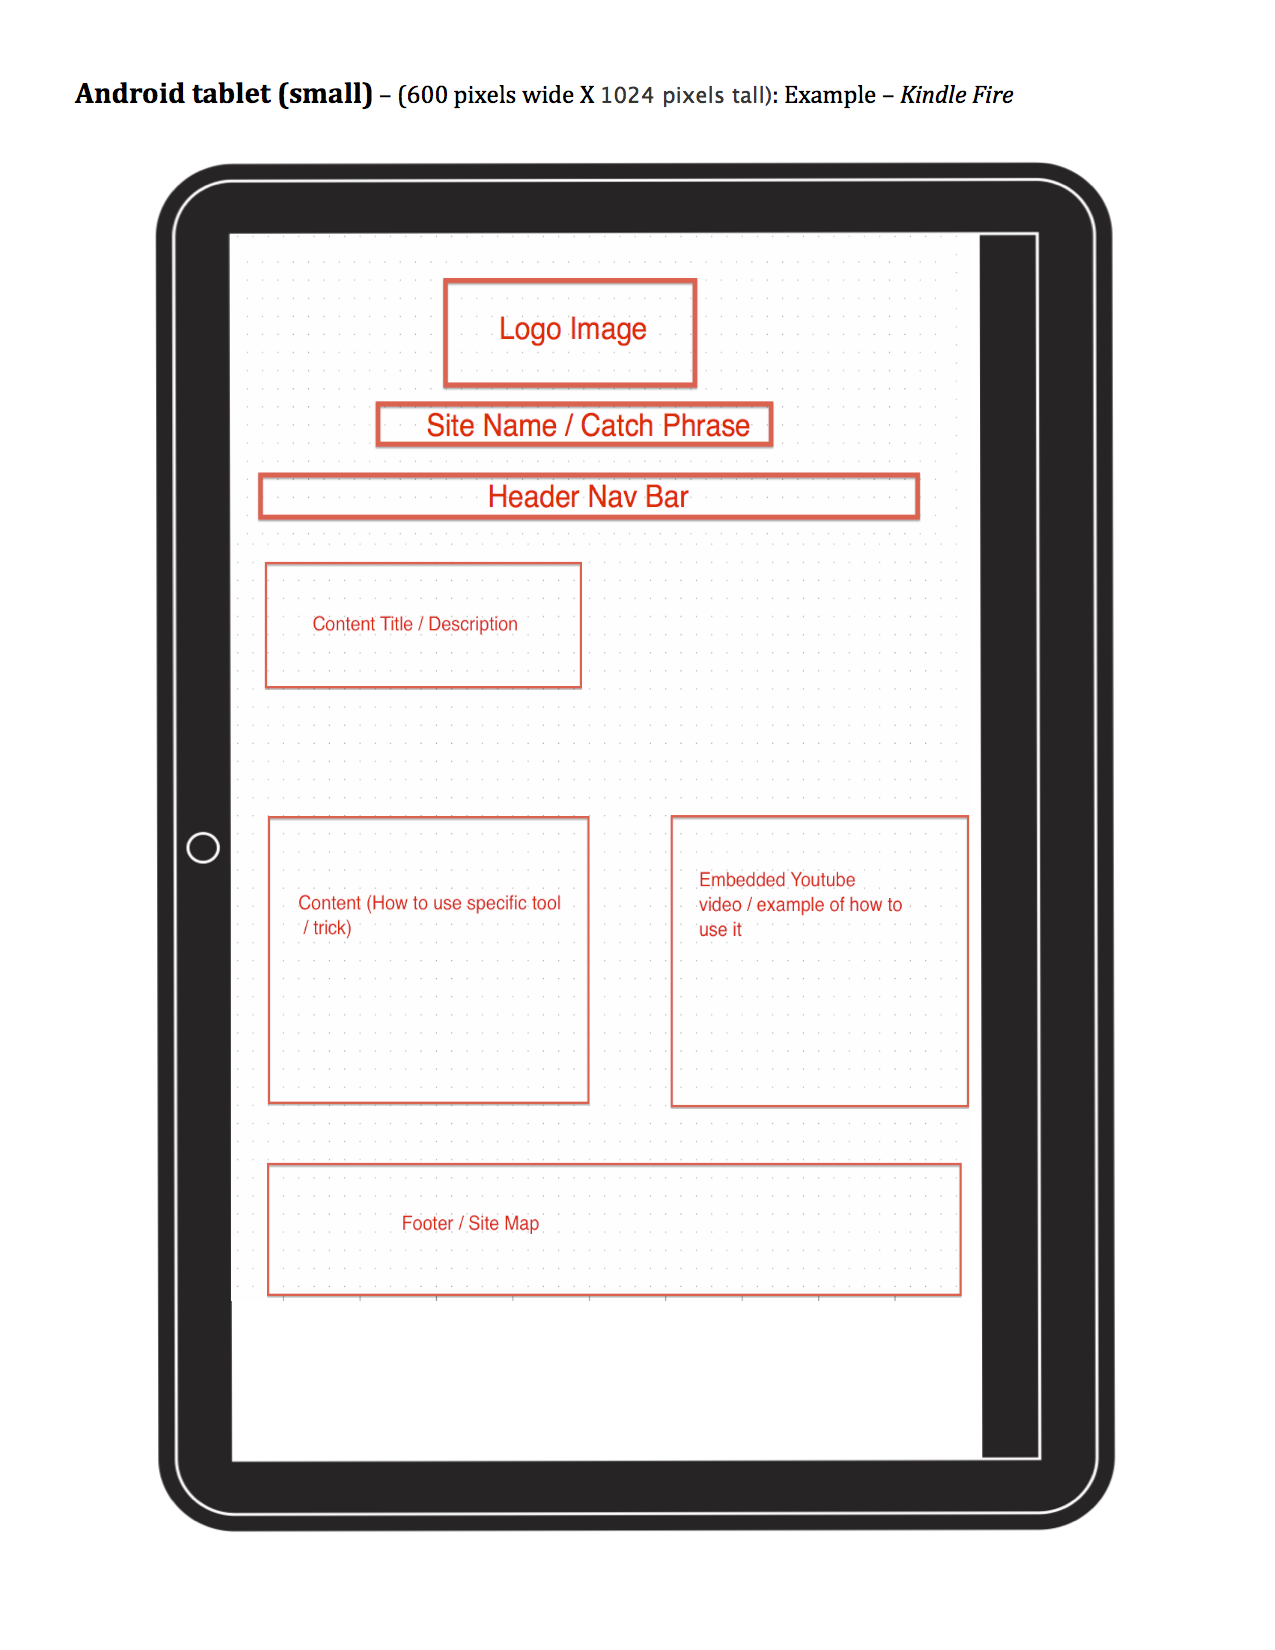 Android tablet (small) – (600 pixels wide X 1024 pixels tall): Example – Kindle Fire
Logo Image
Site Name / Catch Phrase
Header Nav Bar
Content Title / Description
Content (How to use specific tool
/ trick)
Embedded Youtube
video / example of how to
use it
Footer / Site Map